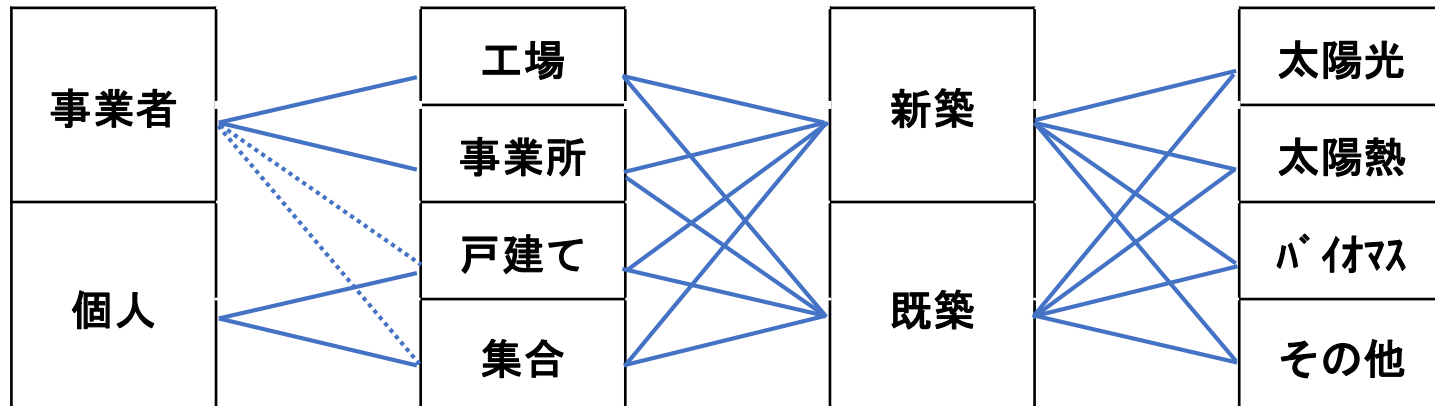 事業者
個人
工場
事業所
戸建て
集合
新築
既築
太陽光
太陽熱
ﾊﾞｲｵﾏｽ
その他